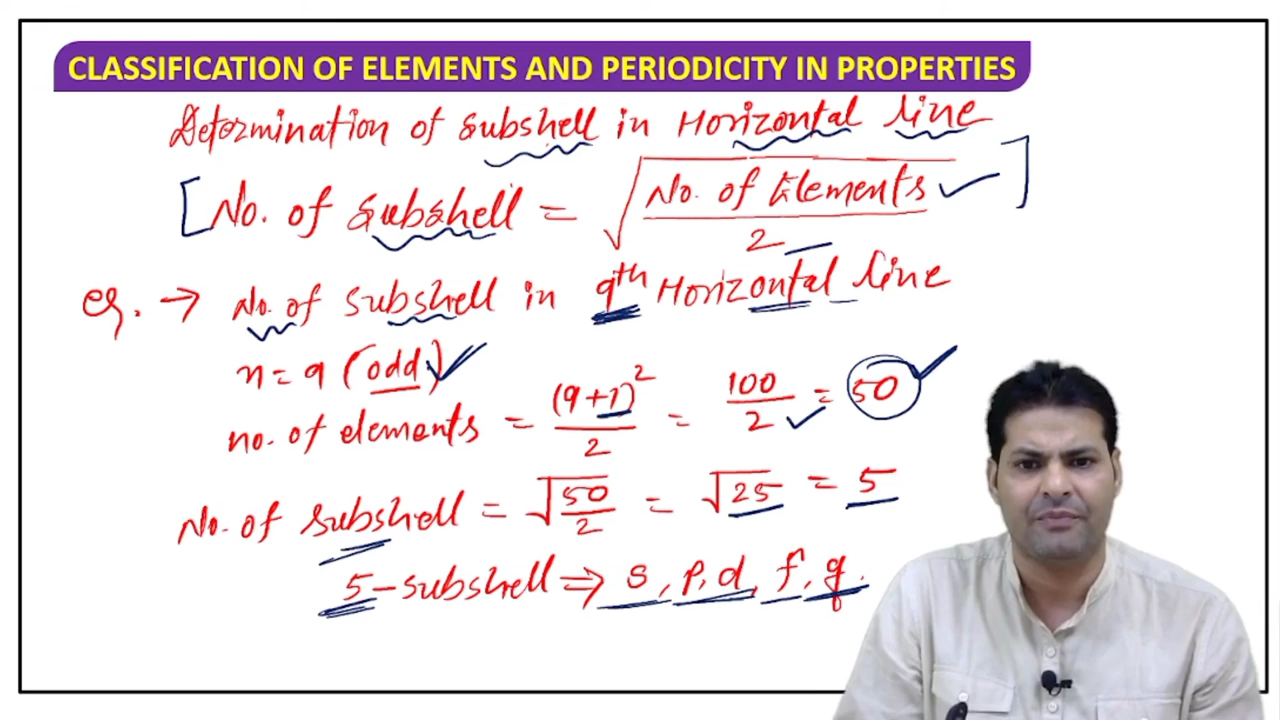 CLASSIFICATION OF ELEMENTS AND PERIODICITY IN PROPERTIES
Determination of subshell in Horizontal line
[No. of subshell = √(No. of Elements / 2)]
eg. → No. of subshell in 9th Horizontal line
n = 9 (odd)
no. of elements = (9+1)²/2 = 100/2 = 50
No. of subshell = √(50/2) = √25 = 5
5-subshell ⇒ s, p, d, f, g.